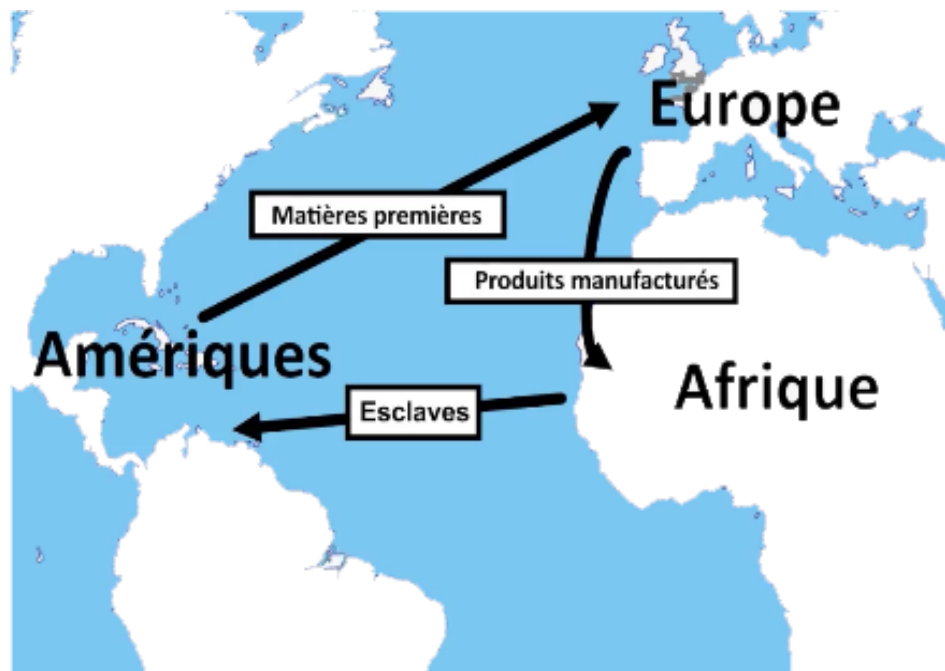 Europe
Matières premières
Produits manufacturés
Amériques
Afrique
Esclaves